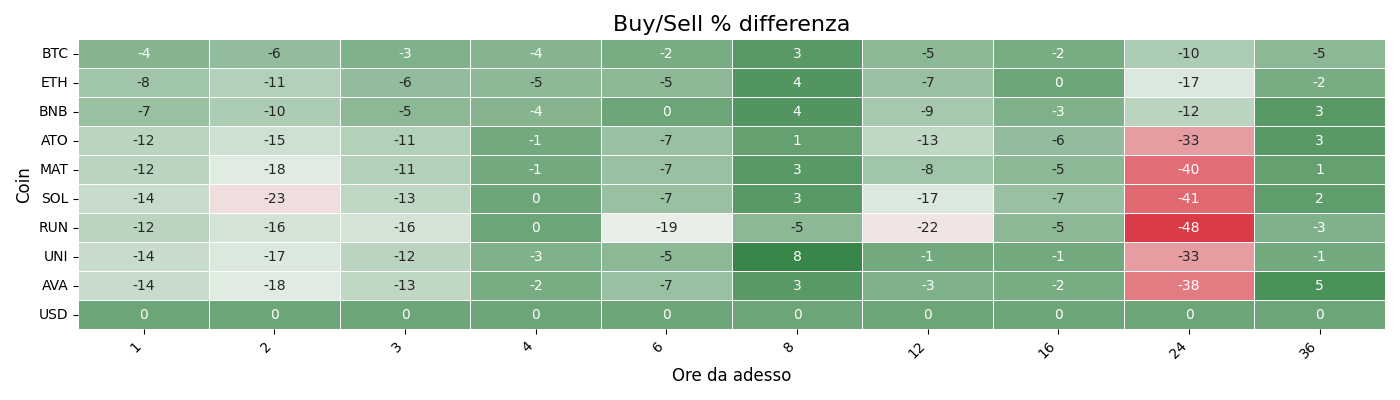 Buy/Sell % differenza
Coin
BTC -4 -6 -3 -4 -2 3 -5 -2 -10 -5
ETH -8 -11 -6 -5 -5 4 -7 0 -17 -2
BNB -7 -10 -5 -4 0 4 -9 -3 -12 3
ATO -12 -15 -11 -1 -7 1 -13 -6 -33 3
MAT -12 -18 -11 -1 -7 3 -8 -5 -40 1
SOL -14 -23 -13 0 -7 3 -17 -7 -41 2
RUN -12 -16 -16 0 -19 -5 -22 -5 -48 -3
UNI -14 -17 -12 -3 -5 8 -1 -1 -33 -1
AVA -14 -18 -13 -2 -7 3 -3 -2 -38 5
USD 0 0 0 0 0 0 0 0 0 0
1 2 3 4 6 8 12 16 24 36
Ore da adesso